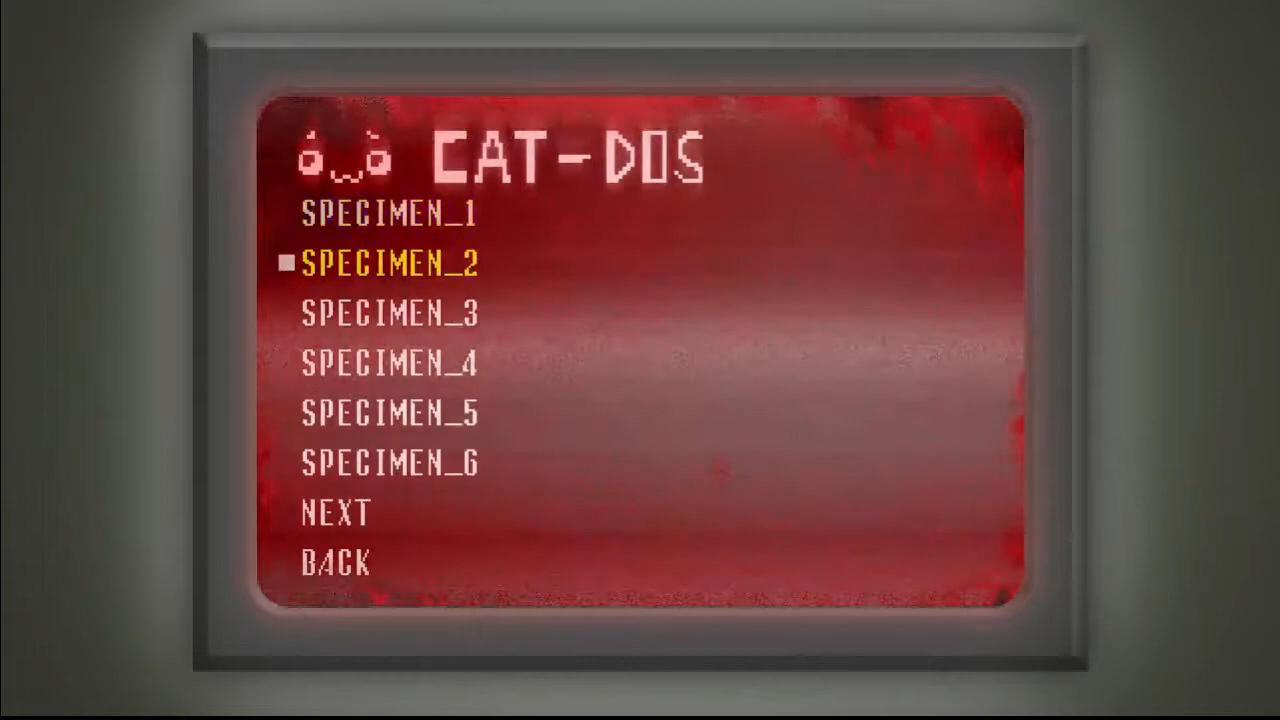 CAT-DOS
SPECIMEN_1
SPECIMEN_2
SPECIMEN_3
SPECIMEN_4
SPECIMEN_5
SPECIMEN_6
NEXT
BACK